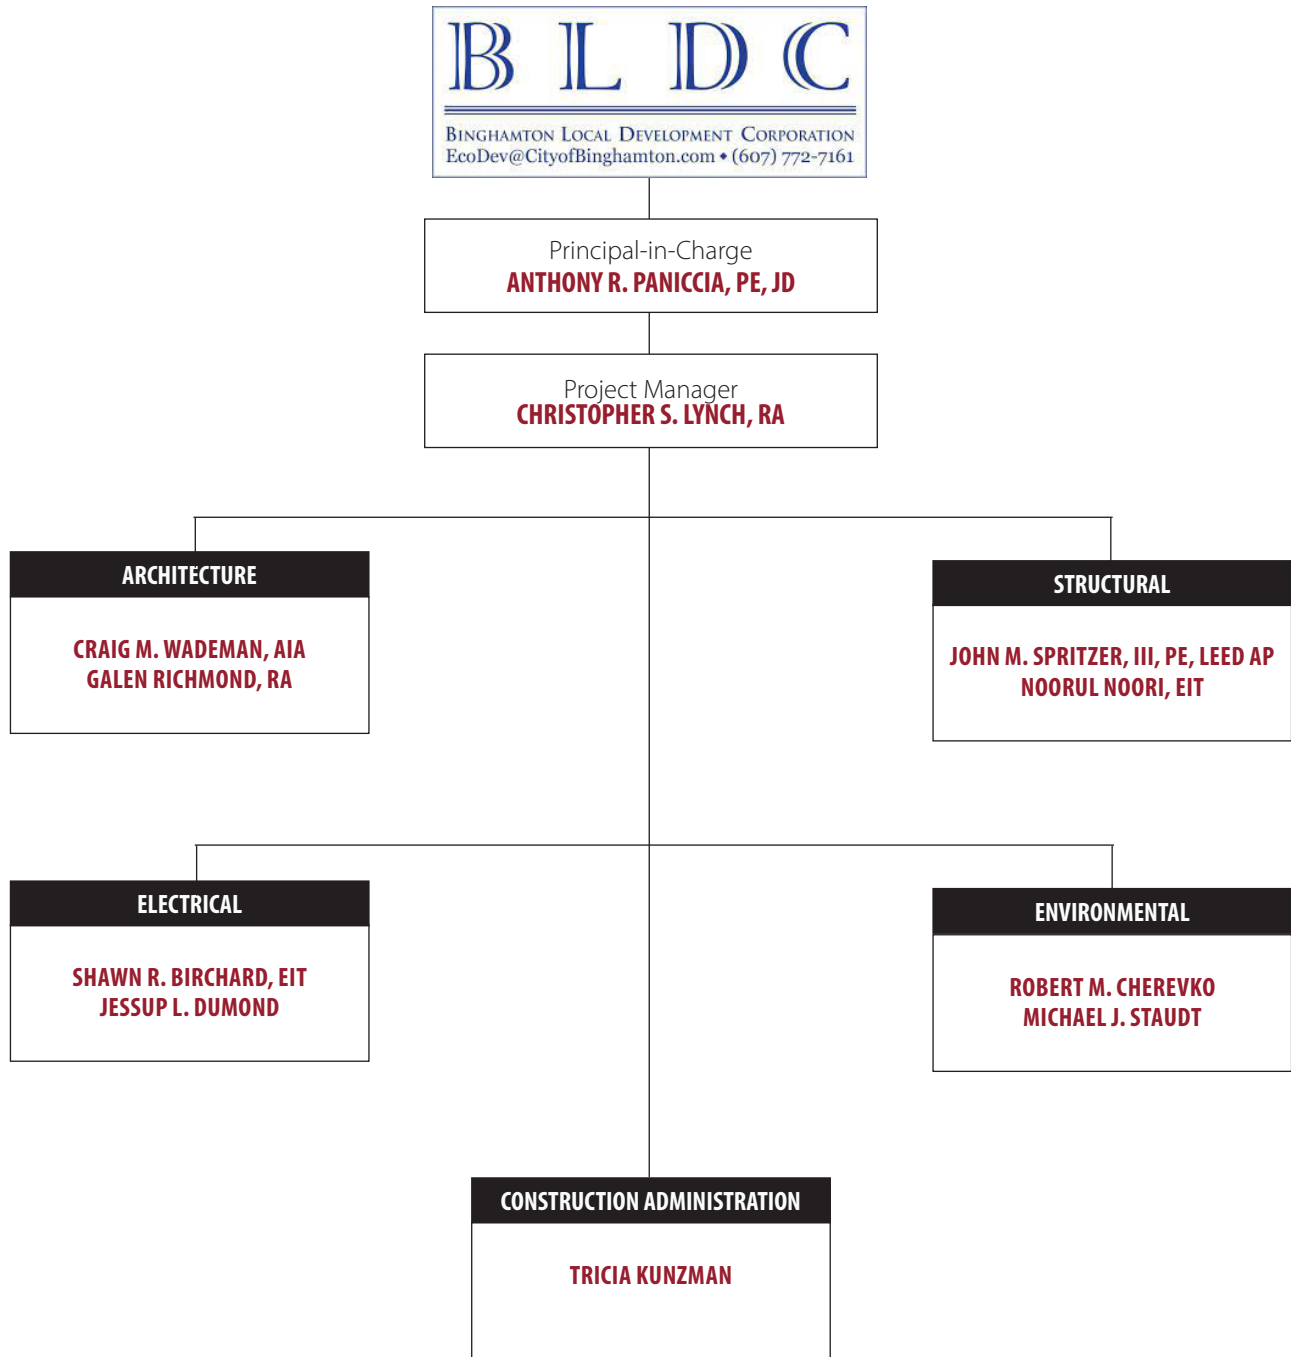 B L D C
BINGHAMTON LOCAL DEVELOPMENT CORPORATION
EcoDev@CityofBinghamton.com ♦ (607) 772-7161
Principal-in-Charge
ANTHONY R. PANICCIA, PE, JD
Project Manager
CHRISTOPHER S. LYNCH, RA
ARCHITECTURE
CRAIG M. WADEMAN, AIA
GALEN RICHMOND, RA
STRUCTURAL
JOHN M. SPRITZER, III, PE, LEED AP
NOORUL NOORI, EIT
ELECTRICAL
SHAWN R. BIRCHARD, EIT
JESSUP L. DUMOND
ENVIRONMENTAL
ROBERT M. CHEREVKO
MICHAEL J. STAUDT
CONSTRUCTION ADMINISTRATION
TRICIA KUNZMAN